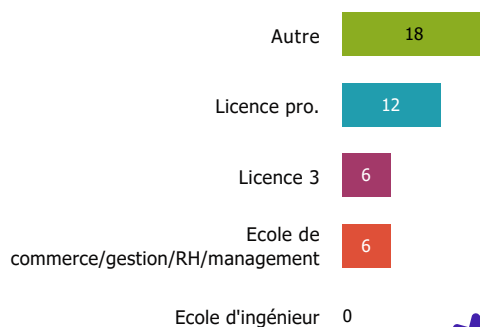 Autre 18
Licence pro. 12
Licence 3 6
Ecole de
commerce/gestion/RH/management 6
Ecole d'ingénieur 0